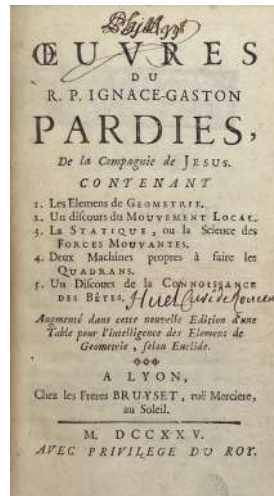 ŒUVRES
DU
R. P. IGNACE-GASTON
PARDIES,
De la Compagnie de JESUS.
CONTENANT
1. Les Elemens de GEOMETRIE.
2. Un discours du MOUVEMENT LOCAL.
3. La STATIQUE, ou la Science des
FORCES MOUVANTES.
4. Deux Machines propres à faire les
QUADRANS.
5. Un Discours de la CONNOISSANCE
DES BÊTES.
Augmenté dans cette nouvelle Edition d'une
Table pour l'intelligence des Elemens de
Geometrie, selon Euclide.
A LYON,
Chez les Freres BRUYSET, ruë Merciere,
au Soleil.
M. DCCXXV.
AVEC PRIVILEGE DU ROY.